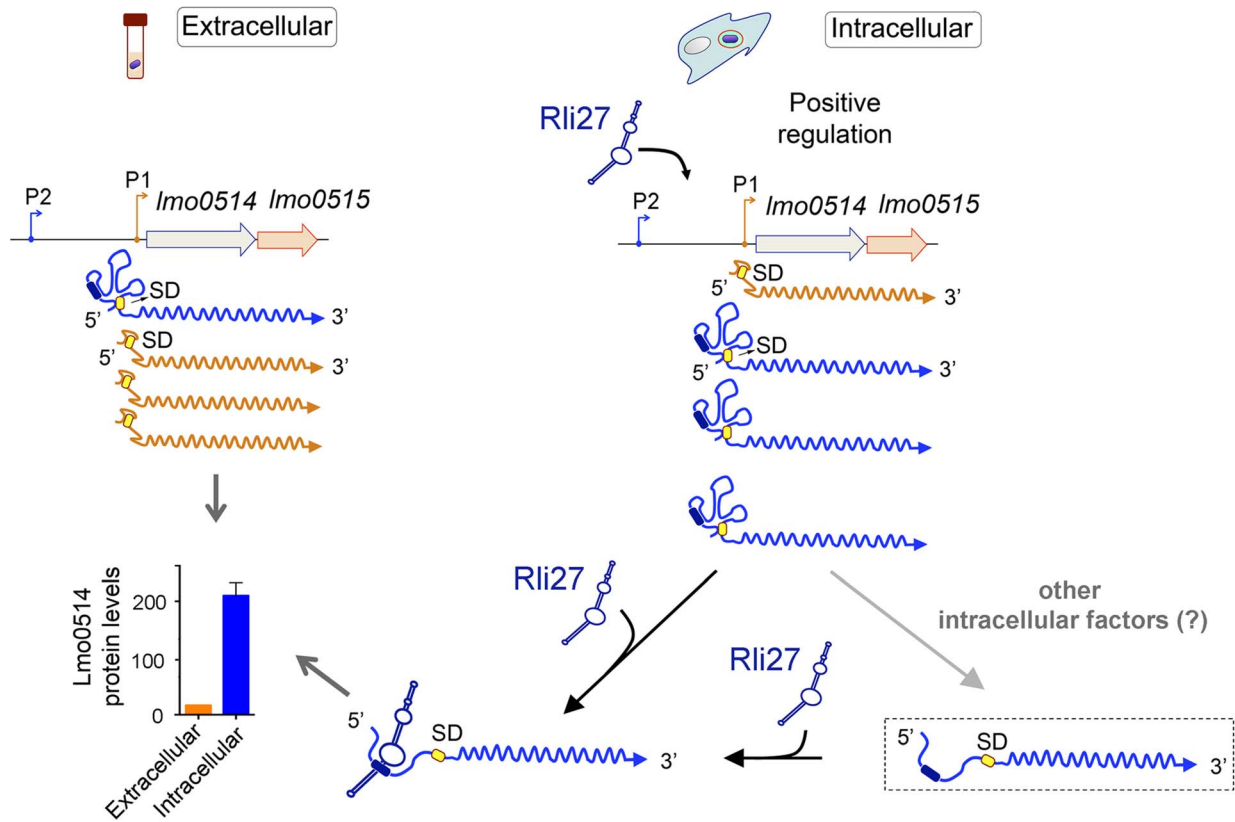 Extracellular
Intracellular
Rli27
Positive
regulation
P2
P1
lmo0514
lmo0515
P2
P1
lmo0514
lmo0515
SD
5’
3’
SD
5’
3’
SD
5’
3’
SD
5’
3’
Rli27
other
intracellular factors (?)
Rli27
Lmo0514
protein levels
200
100
0
Extracellular
Intracellular
5’
SD
3’
5’
SD
3’